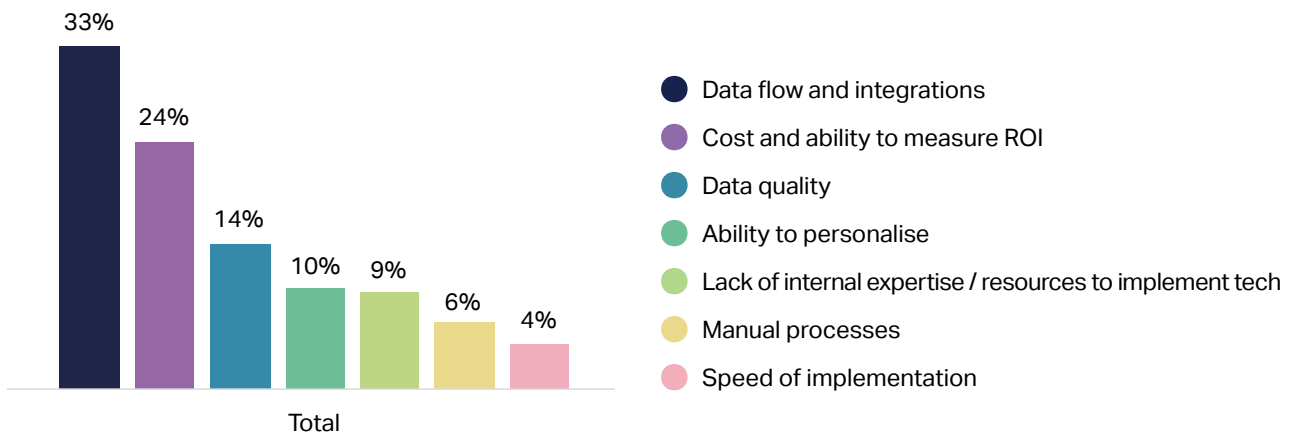 33%
24%
14%
10%
9%
6%
4%
Total
Data flow and integrations
Cost and ability to measure ROI
Data quality
Ability to personalise
Lack of internal expertise / resources to implement tech
Manual processes
Speed of implementation